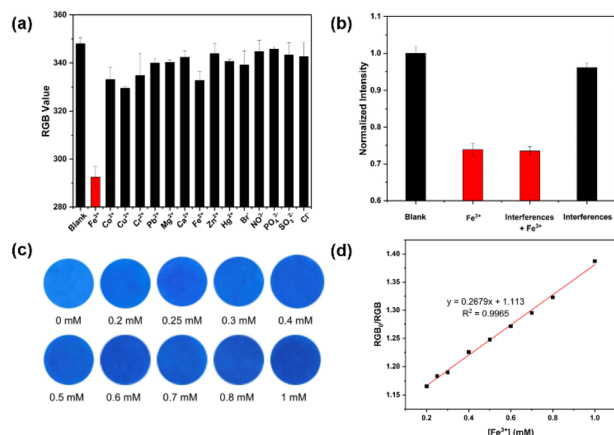 (a)
RGB Value
340
320
300
280
Blank
Fe³⁺
Co²⁺
Cu²⁺
Cr²⁺
Pb²⁺
Mg²⁺
Ca²⁺
Fe²⁺
Zn²⁺
Hg²⁺
Br⁻
NO³⁻
PO₄³⁻
SO₃²⁻
Cl⁻
(b)
Normalized Intensity
1.0
0.9
0.8
0.7
0.6
Blank
Fe³⁺
Interferences
+ Fe³⁺
Interferences
(c)
0 mM 0.2 mM 0.25 mM 0.3 mM 0.4 mM
0.5 mM 0.6 mM 0.7 mM 0.8 mM 1 mM
(d)
RGB₀/RGB
1.40
1.35
1.30
1.25
1.20
1.15
y = 0.2679x + 1.113
R² = 0.9965
0.2 0.4 0.6 0.8 1.0
[Fe³⁺] (mM)